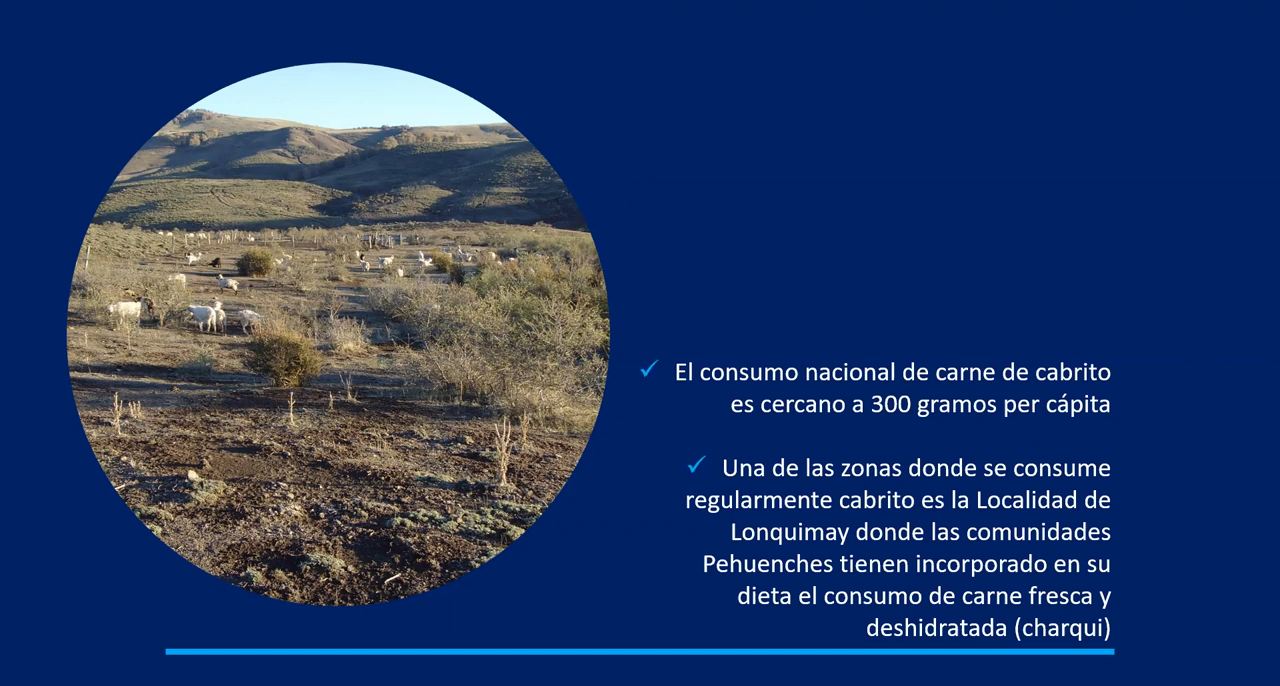 ✓ El consumo nacional de carne de cabrito
es cercano a 300 gramos per cápita
✓ Una de las zonas donde se consume
regularmente cabrito es la Localidad de
Lonquimay donde las comunidades
Pehuenches tienen incorporado en su
dieta el consumo de carne fresca y
deshidratada (charqui)